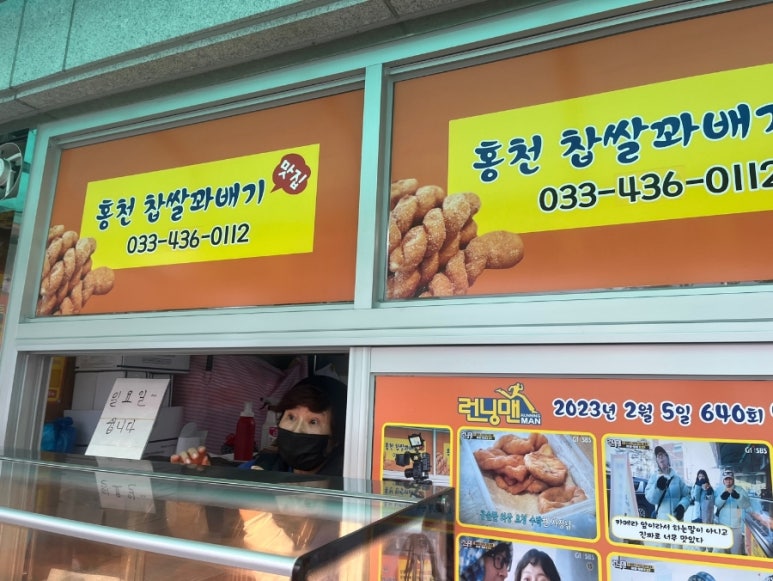 홍천 찹쌀꽈배기
맛집
033-436-0112
홍천 찹쌀꽈배기
033-436-0112
일요일~
쉽니다
런닝맨
RUNNING
MAN
2023년 2월 5일 640회
SBS
카메라 앞이라서 하는말이 아니고
진짜로 너무 맛있다